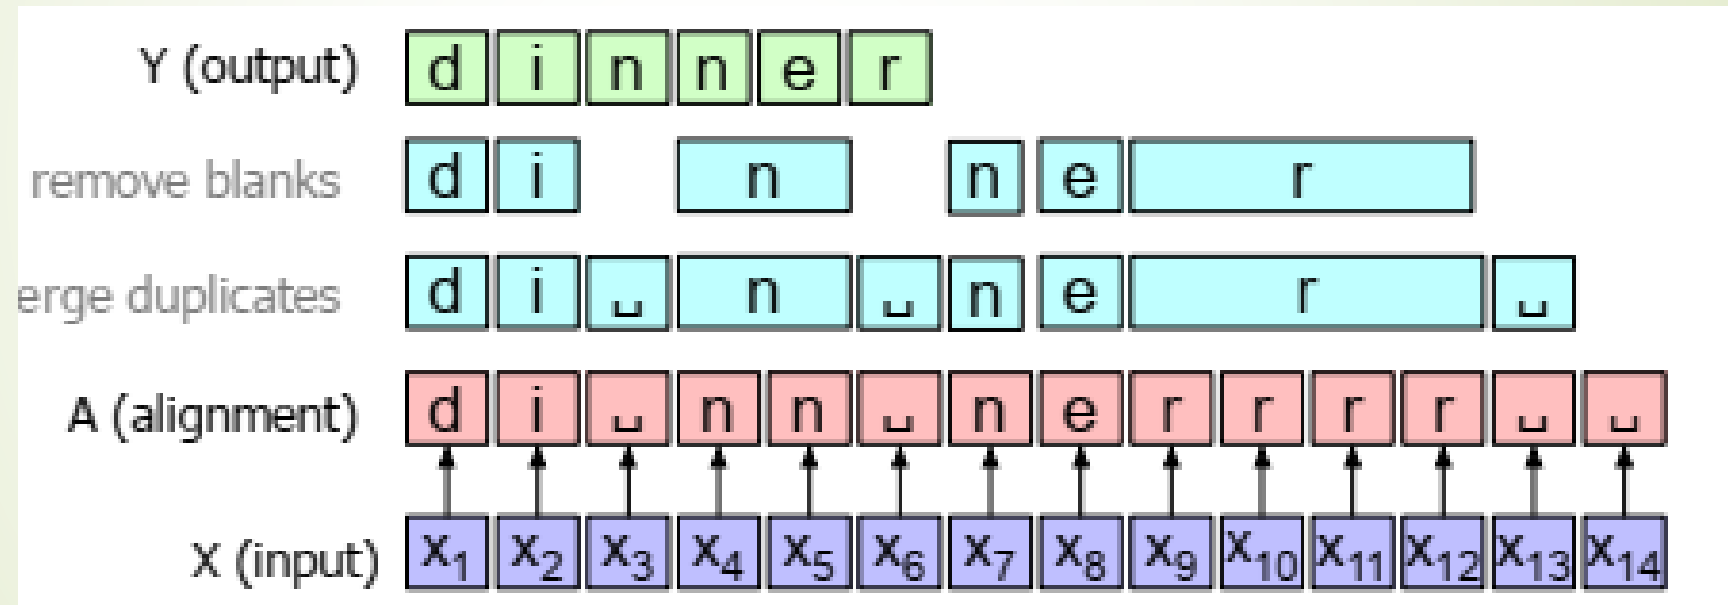 Y (output) d i n n e r
remove blanks d i n n e r
erge duplicates d i ␣ n ␣ n e r ␣
A (alignment) d i ␣ n n ␣ n e r r r r ␣ ␣
X (input) x₁ x₂ x₃ x₄ x₅ x₆ x₇ x₈ x₉ x₁₀ x₁₁ x₁₂ x₁₃ x₁₄